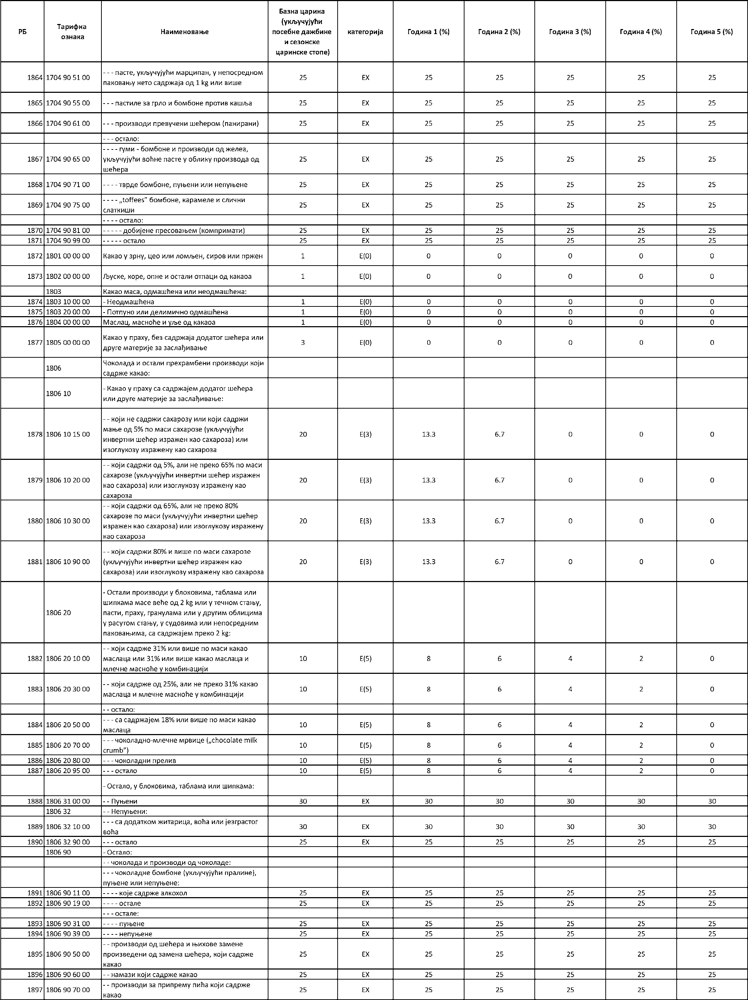 РБ Тарифна ознака Наименовање Базна царина (укључујући посебне дажбине и сезонске царинске стопе) категорија Година 1 (%) Година 2 (%) Година 3 (%) Година 4 (%) Година 5 (%)
1864 1704 90 51 00 - - - пасте, укључујући марципан, у непосредном
паковању нето садржаја од 1 kg или више 25 EX 25 25 25 25 25
1865 1704 90 55 00 - - - пастиле за грло и бомбоне против кашља 25 EX 25 25 25 25 25
1866 1704 90 61 00 - - - производи превучени шећером (панирани) 25 EX 25 25 25 25 25
- - - остало:
1867 1704 90 65 00 - - - - гуми - бомбоне и производи од желеа,
укључујући воћне пасте у облику производа од
шећера 25 EX 25 25 25 25 25
1868 1704 90 71 00 - - - - тврде бомбоне, пуњени или непуњене 25 EX 25 25 25 25 25
1869 1704 90 75 00 - - - - „toffees” бомбоне, карамеле и слични
слаткиши 25 EX 25 25 25 25 25
- - - - остало:
1870 1704 90 81 00 - - - - - добијене пресовањем (компримати) 25 EX 25 25 25 25 25
1871 1704 90 99 00 - - - - - остало 25 EX 25 25 25 25 25
1872 1801 00 00 00 Какао у зрну, цео или ломљен, сиров или пржен 1 E(0) 0 0 0 0 0
1873 1802 00 00 00 Љуске, коре, опне и остали отпаци од какаоа 1 E(0) 0 0 0 0 0
1803 Какао маса, одмашћена или неодмашћена:
1874 1803 10 00 00 - Неодмашћена 1 E(0) 0 0 0 0 0
1875 1803 20 00 00 - Потпуно или делимично одмашћена 1 E(0) 0 0 0 0 0
1876 1804 00 00 00 Маслац, масноће и уље од какаоа 1 E(0) 0 0 0 0 0
1877 1805 00 00 00 Какао у праху, без садржаја додатог шећера или
друге материје за заслађивање 3 E(0) 0 0 0 0 0
1806 Чоколада и остали прехрамбени производи који
садрже какао:
1806 10 - Какао у праху са садржајем додатог шећера
или друге материје за заслађивање:
1878 1806 10 15 00 - - који не садржи сахарозу или који садржи
мање од 5% по маси сахарозе (укључујући
инвертни шећер изражен као сахароза) или
изоглукозу изражену као сахароза 20 E(3) 13.3 6.7 0 0 0
1879 1806 10 20 00 - - који садржи од 5%, али не преко 65% по маси
сахарозе (укључујући инвертни шећер изражен
као сахароза) или изоглукозу изражену као
сахароза 20 E(3) 13.3 6.7 0 0 0
1880 1806 10 30 00 - - који садржи од 65%, али не преко 80%
сахарозе по маси (укључујући инвертни шећер
изражен као сахароза) или изоглукозу изражену
као сахароза 20 E(3) 13.3 6.7 0 0 0
1881 1806 10 90 00 - - који садржи 80% и више по маси сахарозе
(укључујући инвертни шећер изражен као
сахароза) или изоглукозу изражену као сахароза 20 E(3) 13.3 6.7 0 0 0
1806 20 - Остали производи у блоковима, таблама или
шипкама масе веће од 2 kg или у течном стању,
пасти, праху, гранулама или у другим облицима
у расутом стању, у судовима или непосредним
паковањима, са садржајем преко 2 kg:
1882 1806 20 10 00 - - који садрже 31% или више по маси какао
маслаца или 31% или више какао маслаца и
млечне масноће у комбинацији 10 E(5) 8 6 4 2 0
1883 1806 20 30 00 - - који садрже од 25%, али не преко 31% какао
маслаца и млечне масноће у комбинацији 10 E(5) 8 6 4 2 0
- - остало:
1884 1806 20 50 00 - - - са садржајем 18% или више по маси какао
маслаца 10 E(5) 8 6 4 2 0
1885 1806 20 70 00 - - - чоколадно-млечне мрвице („chocolate milk
crumb”) 10 E(5) 8 6 4 2 0
1886 1806 20 80 00 - - - чоколадни прелив 10 E(5) 8 6 4 2 0
1887 1806 20 95 00 - - - остало 10 E(5) 8 6 4 2 0
- Остало, у блоковима, таблама или шипкама:
1888 1806 31 00 00 - - Пуњени 30 EX 30 30 30 30 30
1806 32 - - Непуњени:
1889 1806 32 10 00 - - - са додатком житарица, воћа или језграстог
воћа 30 EX 30 30 30 30 30
1890 1806 32 90 00 - - - остало 25 EX 25 25 25 25 25
1806 90 - Остало:
- - чоколада и производи од чоколаде:
- - - чоколадне бомбоне (укључујући пралине),
пуњене или непуњене:
1891 1806 90 11 00 - - - - које садрже алкохол 25 EX 25 25 25 25 25
1892 1806 90 19 00 - - - - остале 25 EX 25 25 25 25 25
- - - остале:
1893 1806 90 31 00 - - - - пуњене 25 EX 25 25 25 25 25
1894 1806 90 39 00 - - - - непуњене 25 EX 25 25 25 25 25
1895 1806 90 50 00 - - производи од шећера и њихове замене
произведени од замена шећера, који садрже
какао 25 EX 25 25 25 25 25
1896 1806 90 60 00 - - намази који садрже какао 25 EX 25 25 25 25 25
1897 1806 90 70 00 - - производи за припрему пића који садрже
какао 25 EX 25 25 25 25 25